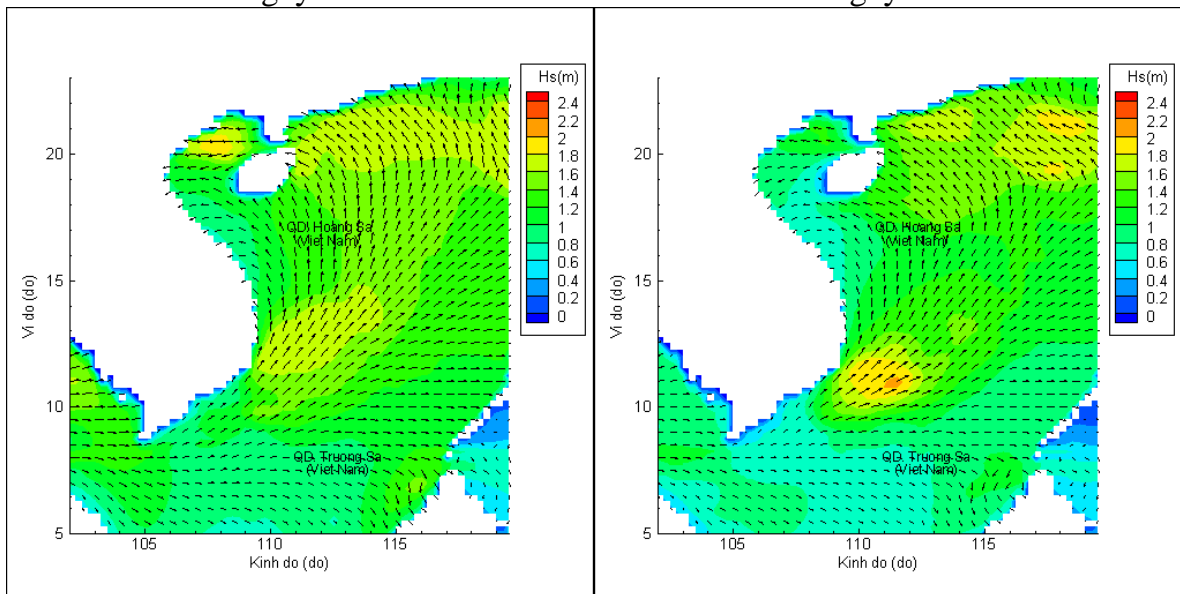 Hs(m)
2.4
2.2
2
1.8
1.6
1.4
1.2
1
0.8
0.6
0.4
0.2
0
20
15
10
5
Vi do (do)
QD. Hoang Sa
(Viet Nam)
QD. Truong Sa
(Viet Nam)
105
110
115
Kinh do (do)
Hs(m)
2.4
2.2
2
1.8
1.6
1.4
1.2
1
0.8
0.6
0.4
0.2
0
20
15
10
5
Vi do (do)
QD. Hoang Sa
(Viet Nam)
QD. Truong Sa
(Viet Nam)
105
110
115
Kinh do (do)